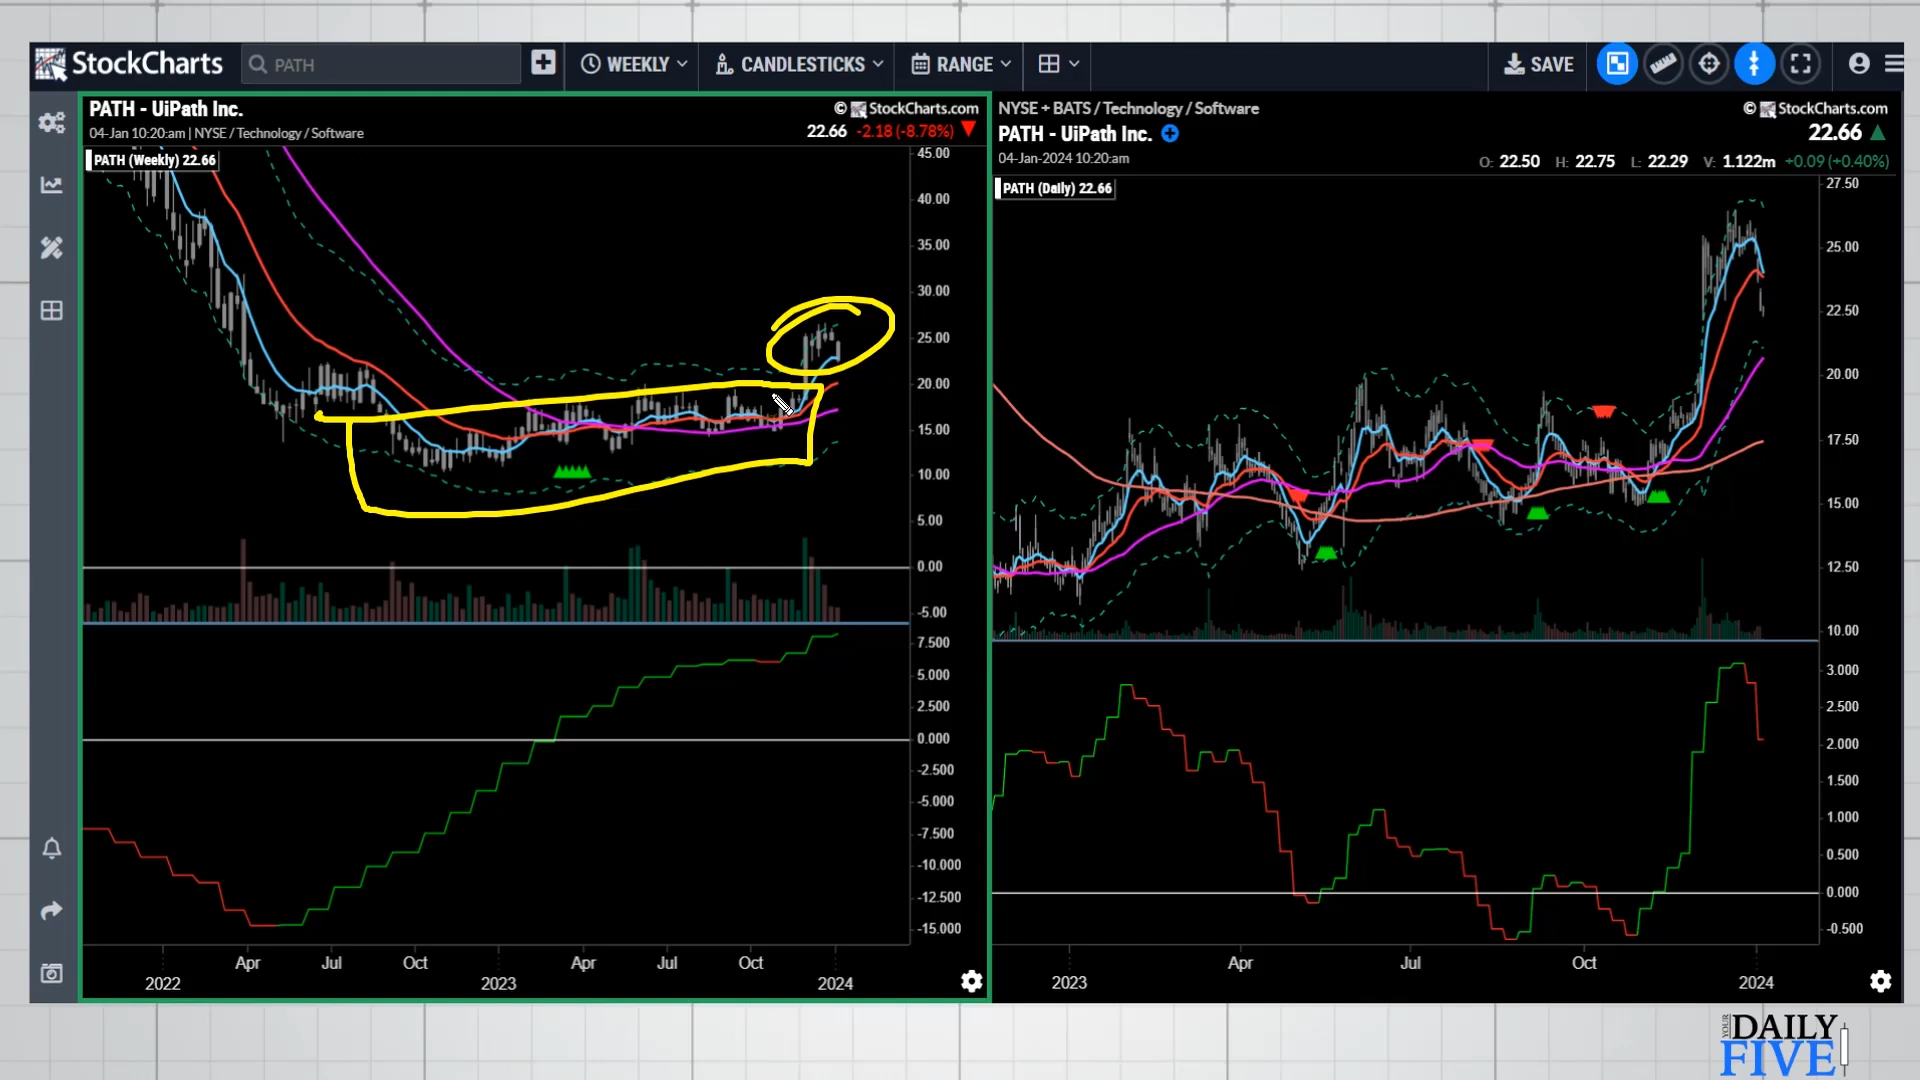 StockCharts
PATH
WEEKLY
CANDLESTICKS
RANGE
SAVE
PATH - UiPath Inc.
© StockCharts.com
04-Jan 10:20:am | NYSE / Technology / Software
22.66 -2.18 (-8.78%)
PATH (Weekly) 22.66
45.00
40.00
35.00
30.00
25.00
20.00
15.00
10.00
5.00
0.00
-5.00
7.500
5.000
2.500
0.000
-2.500
-5.000
-7.500
-10.000
-12.500
-15.000
Apr
Jul
Oct
Apr
Jul
Oct
2022
2023
2024
NYSE + BATS / Technology / Software
© StockCharts.com
PATH - UiPath Inc.
22.66
04-Jan-2024 10:20:am
O: 22.50 H: 22.75 L: 22.29 V: 1.122m +0.09 (+0.40%)
PATH (Daily) 22.66
27.50
25.00
22.50
20.00
17.50
15.00
12.50
10.00
3.000
2.500
2.000
1.500
1.000
0.500
0.000
-0.500
Apr
Jul
Oct
2023
2024
YOUR
DAILY
FIVE